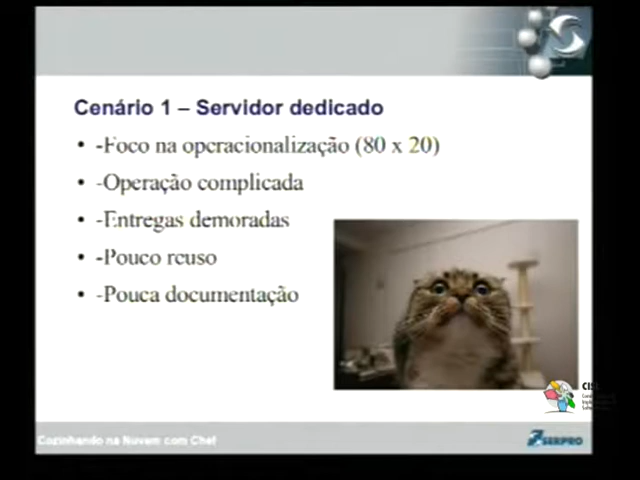 Cenário 1 – Servidor dedicado
• -Foco na operacionalização (80 x 20)
• -Operação complicada
• -Entregas demoradas
• -Pouco reuso
• -Pouca documentação
Cozinhando na Nuvem com Chef
SERPRO